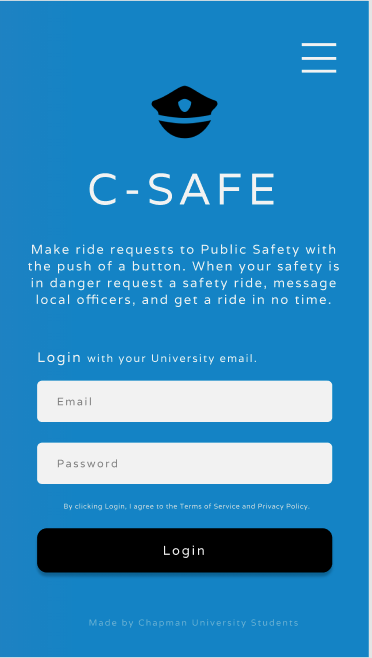 C-SAFE
Make ride requests to Public Safety with
the push of a button. When your safety is
in danger request a safety ride, message
local officers, and get a ride in no time.
Login with your University email.
Email
Password
By clicking Login, I agree to the Terms of Service and Privacy Policy.
Login
Made by Chapman University Students